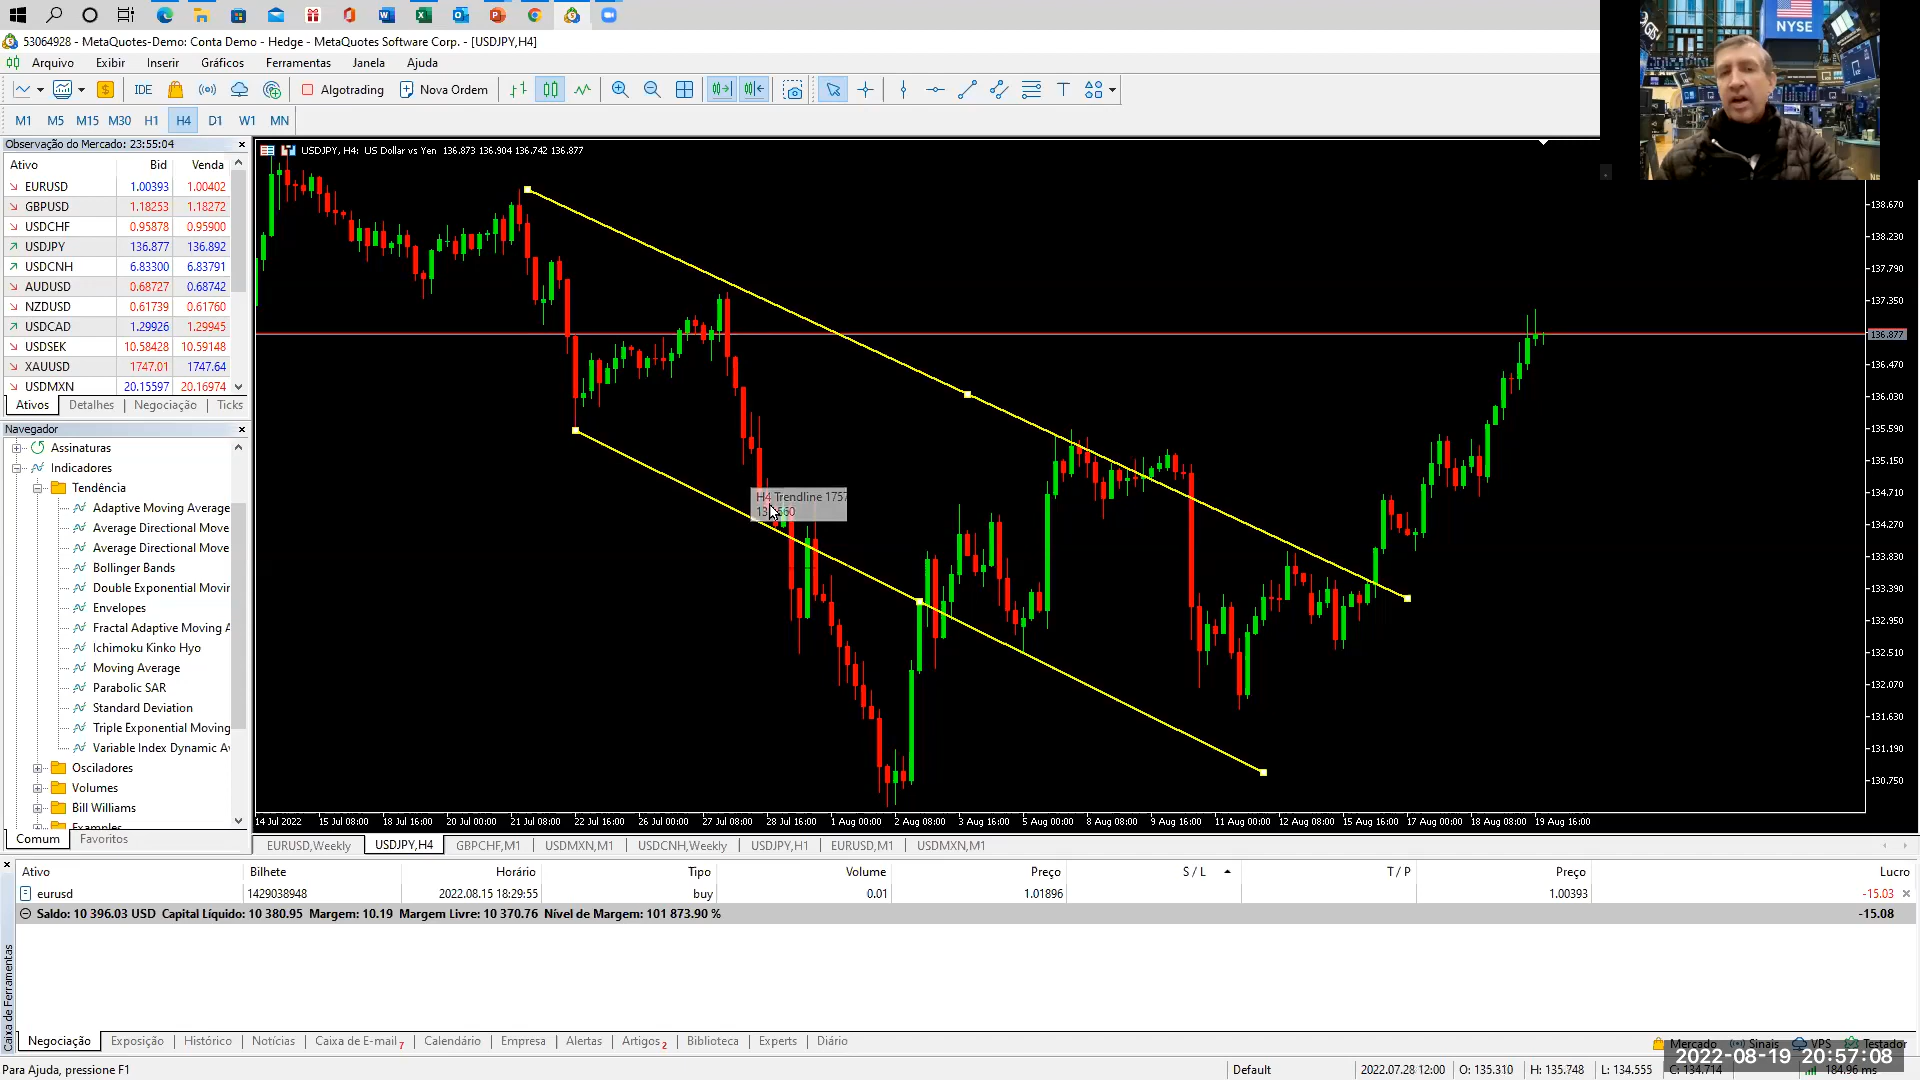 53064928 - MetaQuotes-Demo: Conta Demo - Hedge - MetaQuotes Software Corp. - [USDJPY,H4]
Arquivo Exibir Inserir Gráficos Ferramentas Janela Ajuda
IDE Algotrading Nova Ordem
M1 M5 M15 M30 H1 H4 D1 W1 MN
NYSE
Observação do Mercado: 23:55:04
Ativo Bid Venda
EURUSD 1.00393 1.00402
GBPUSD 1.18253 1.18272
USDCHF 0.95878 0.95900
USDJPY 136.877 136.892
USDCNH 6.83300 6.83791
AUDUSD 0.68727 0.68742
NZDUSD 0.61739 0.61760
USDCAD 1.29926 1.29945
USDSEK 10.58428 10.59148
XAUUSD 1747.01 1747.64
USDMXN 20.15597 20.16974
Ativos Detalhes Negociação Ticks
Navegador
Assinaturas
Indicadores
Tendência
Adaptive Moving Average
Average Directional Move
Average Directional Move
Bollinger Bands
Double Exponential Movin
Envelopes
Fractal Adaptive Moving A
Ichimoku Kinko Hyo
Moving Average
Parabolic SAR
Standard Deviation
Triple Exponential Moving
Variable Index Dynamic Av
Osciladores
Volumes
Bill Williams
Examples
Comum Favoritos
USDJPY, H4: US Dollar vs Yen 136.873 136.904 136.742 136.877
H4 Trendline 1757
138.670
138.230
137.790
137.350
136.877
136.470
136.030
135.590
135.150
134.710
134.270
133.830
133.390
132.950
132.510
132.070
131.630
131.190
130.750
14 Jul 2022 15 Jul 08:00 18 Jul 16:00 20 Jul 00:00 21 Jul 08:00 22 Jul 16:00 26 Jul 00:00 27 Jul 08:00 28 Jul 16:00 1 Aug 00:00 2 Aug 08:00 3 Aug 16:00 5 Aug 00:00 8 Aug 08:00 9 Aug 16:00 11 Aug 00:00 12 Aug 08:00 15 Aug 16:00 17 Aug 00:00 18 Aug 08:00 19 Aug 16:00
EURUSD,Weekly USDJPY,H4 GBPCHF,M1 USDMXN,M1 USDCNH,Weekly USDJPY,H1 EURUSD,M1 USDMXN,M1
Ativo Bilhete Horário Tipo Volume Preço S / L T / P Preço Lucro
eurusd 1429038948 2022.08.15 18:29:55 buy 0.01 1.01896 1.00393 -15.03
Saldo: 10 396.03 USD Capital Líquido: 10 380.95 Margem: 10.19 Margem Livre: 10 370.76 Nível de Margem: 101 873.90 % -15.08
Caixa de Ferramentas
Negociação Exposição Histórico Notícias Caixa de E-mail 7 Calendário Empresa Alertas Artigos 2 Biblioteca Experts Diário
Mercado Sinais VPS Testador
2022-08-19 20:57:08
Para Ajuda, pressione F1 Default 2022.07.28 12:00 O: 135.310 H: 135.748 L: 134.555 C: 134.714 184.96 ms